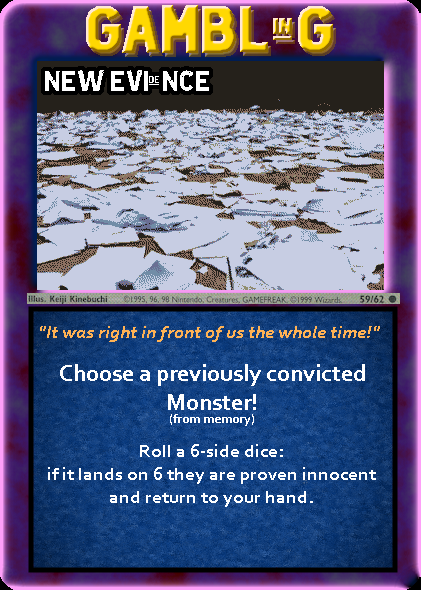 GAMBLING
NEW EVIDENCE
Illus. Keiji Kinebuchi ©1995, 96, 98 Nintendo, Creatures, GAMEFREAK, ©1999 Wizards. 59/62
"It was right in front of us the whole time!"
Choose a previously convicted
Monster!
(from memory)
Roll a 6-side dice:
if it lands on 6 they are proven innocent
and return to your hand.